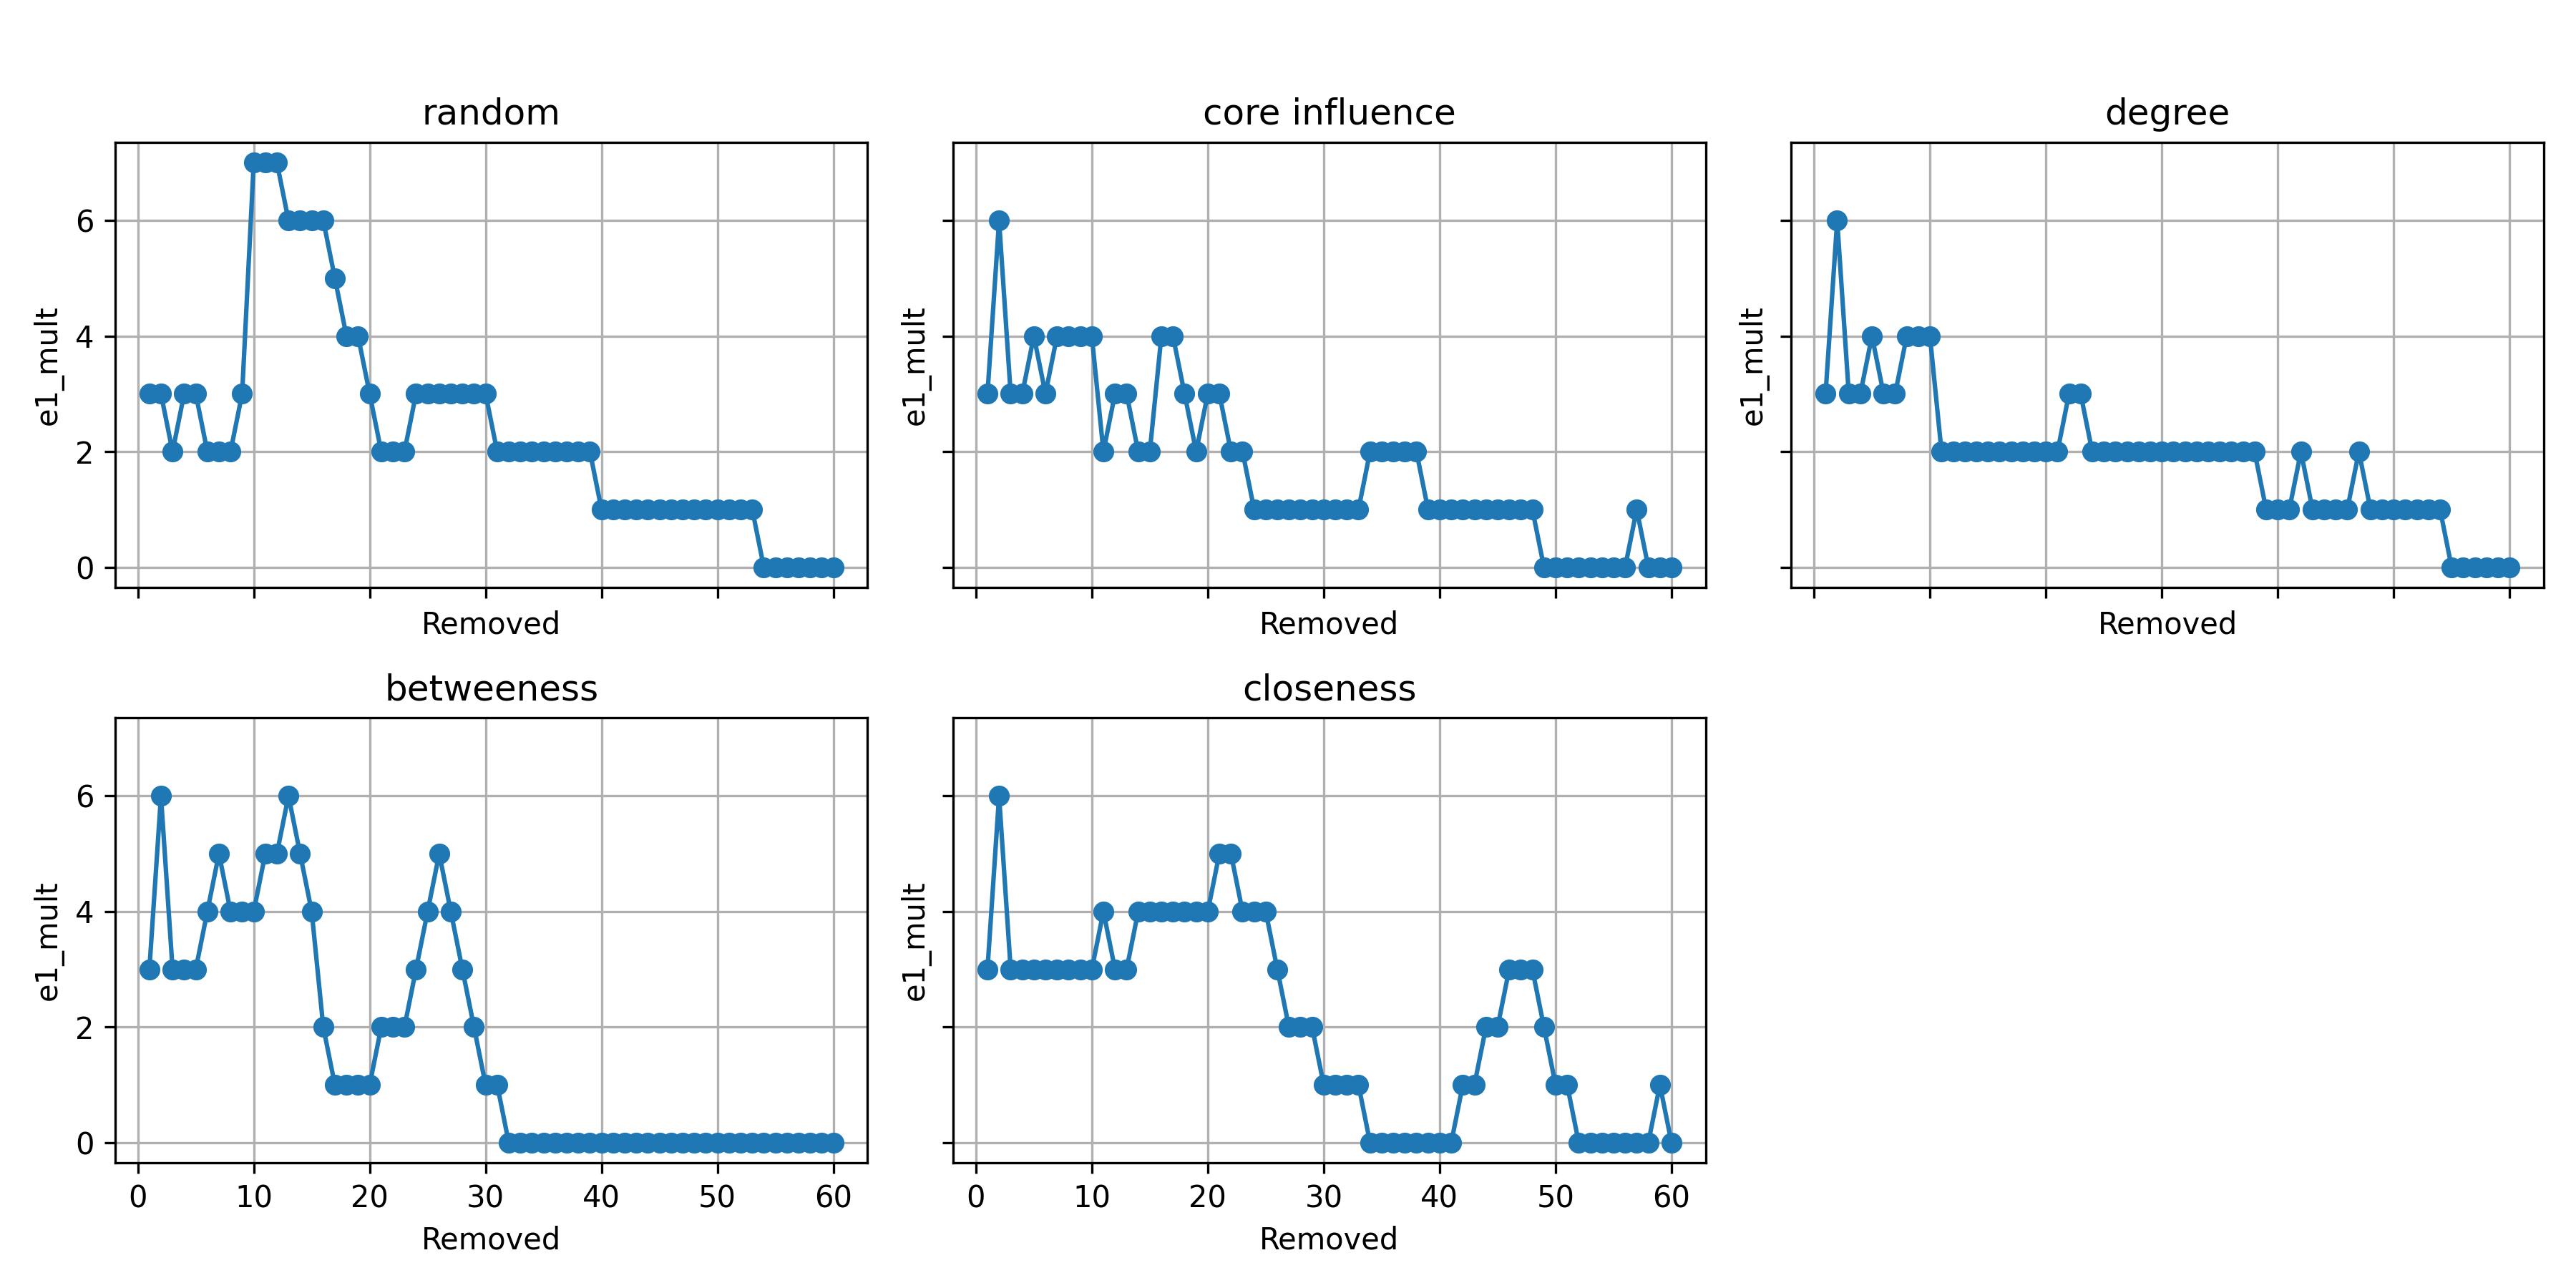 random
core influence
degree
e1_mult
6
4
2
0
Removed
e1_mult
Removed
e1_mult
Removed
betweeness
closeness
e1_mult
6
4
2
0
0 10 20 30 40 50 60
Removed
e1_mult
0 10 20 30 40 50 60
Removed